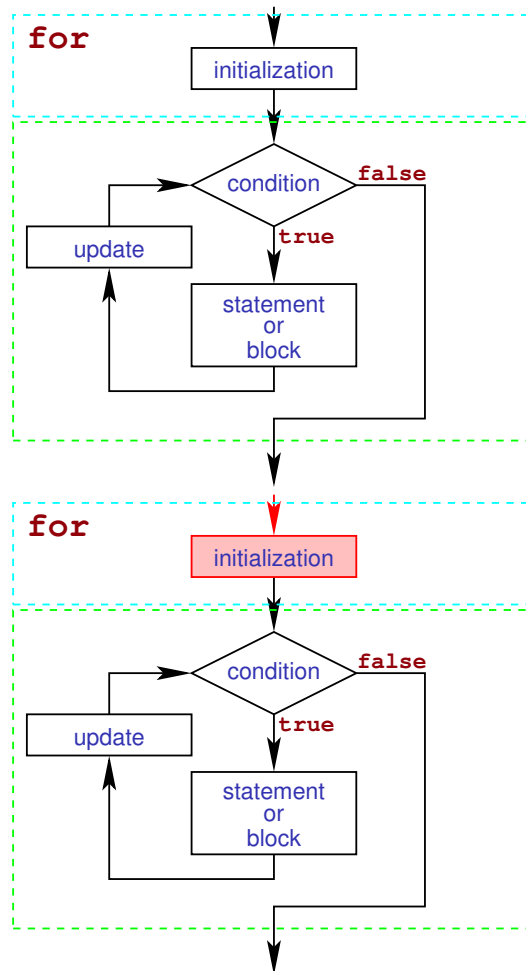 for
initialization
condition
false
true
update
statement
or
block
for
initialization
condition
false
true
update
statement
or
block